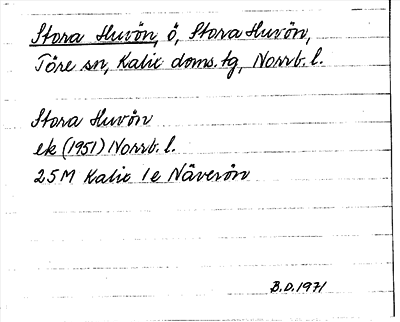 Stora Huvön, ö, Stora Huvön,
Töre sn, Kalix doms. tg, Norrb. l.
Stora Huvön
ek (1951) Norrb. l.
25M Kalix 1e Näverön
B.D. 1971